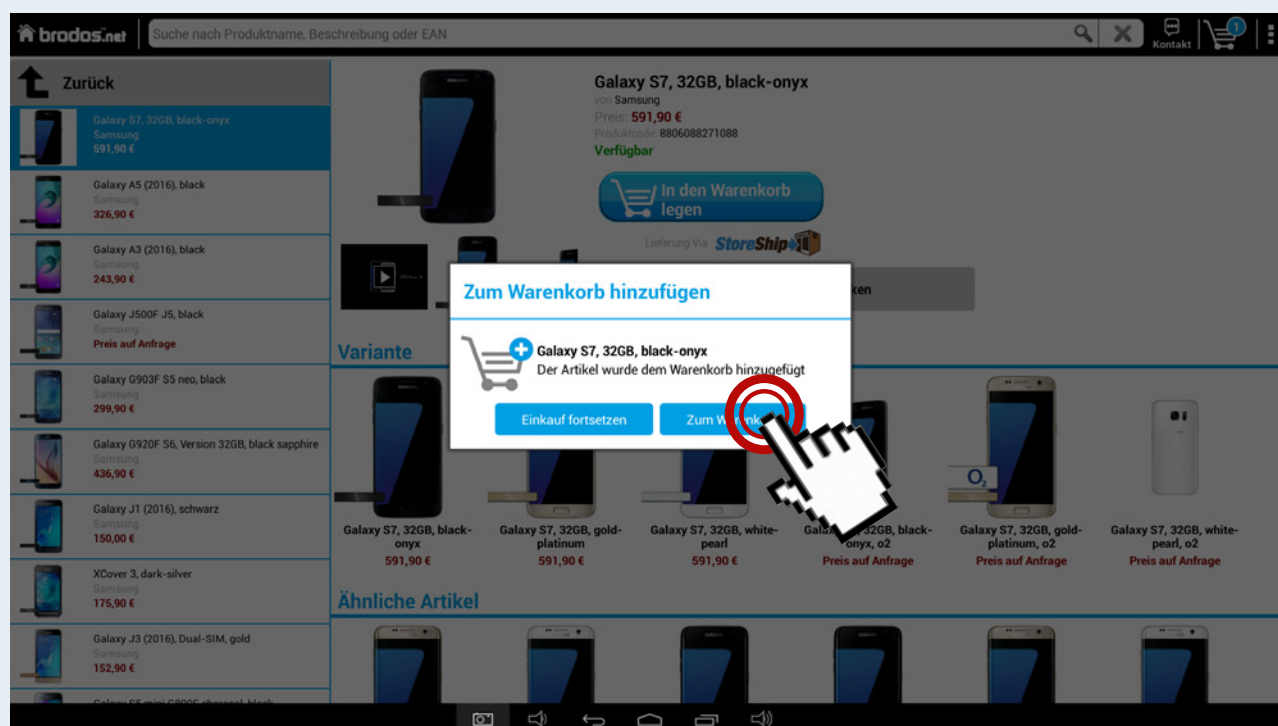 brodos.net
Suche nach Produktname, Beschreibung oder EAN
Kontakt
1
Zurück
Galaxy S7, 32GB, black-onyx
Samsung
591,90 €
Galaxy A5 (2016), black
Samsung
326,90 €
Galaxy A3 (2016), black
Samsung
243,90 €
Galaxy J500F J5, black
Samsung
Preis auf Anfrage
Galaxy G903F S5 neo, black
Samsung
299,90 €
Galaxy G920F S6, Version 32GB, black sapphire
Samsung
436,90 €
Galaxy J1 (2016), schwarz
Samsung
150,00 €
XCover 3, dark-silver
Samsung
175,90 €
Galaxy J3 (2016), Dual-SIM, gold
Samsung
152,90 €
Galaxy S7, 32GB, black-onyx
von Samsung
Preis: 591,90 €
Produktcode: 8806088271088
Verfügbar
In den Warenkorb
legen
Lieferung Via StoreShip
Zum Warenkorb hinzufügen
Galaxy S7, 32GB, black-onyx
Der Artikel wurde dem Warenkorb hinzugefügt
Einkauf fortsetzen
Zum
Variante
O2
Galaxy S7, 32GB, black-
onyx
591,90 €
Galaxy S7, 32GB, gold-
platinum
591,90 €
Galaxy S7, 32GB, white-
pearl
591,90 €
32GB, black-
onyx, o2
Preis auf Anfrage
Galaxy S7, 32GB, gold-
platinum, o2
Preis auf Anfrage
Galaxy S7, 32GB, white-
pearl, o2
Preis auf Anfrage
Ähnliche Artikel